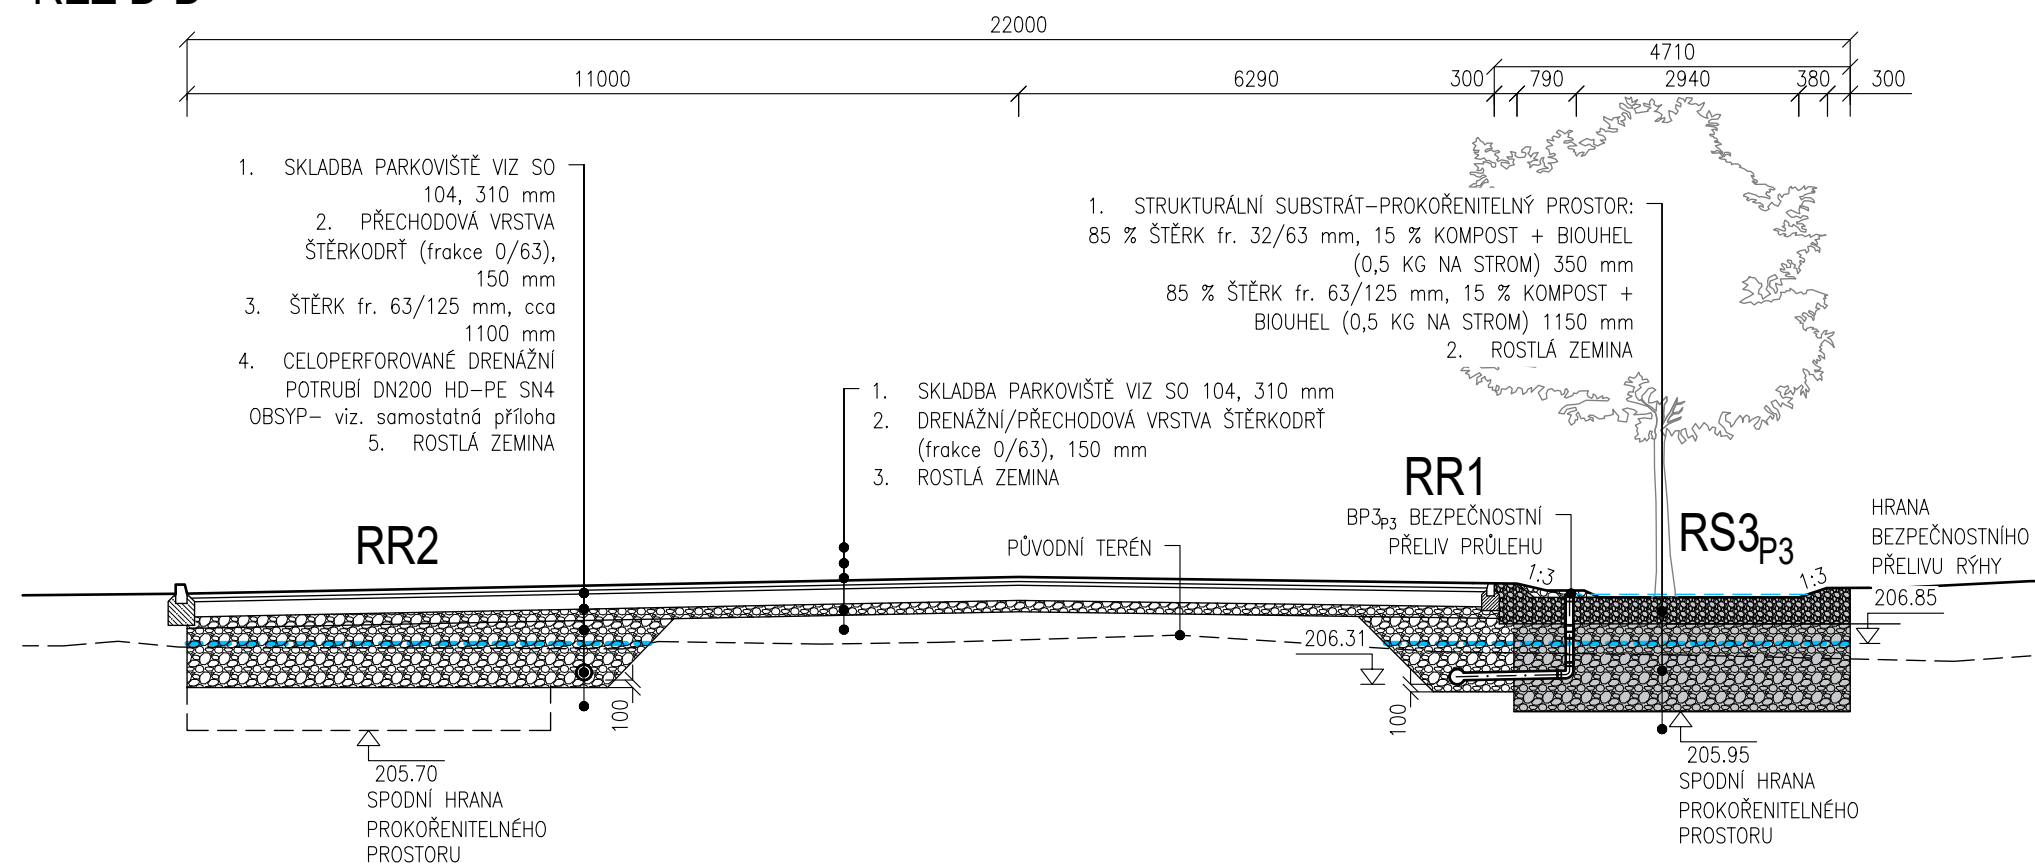 22000
4710
11000
6290
300
790
2940
380
300
1. SKLADBA PARKOVIŠTĚ VIZ SO
104, 310 mm
2. PŘECHODOVÁ VRSTVA
ŠTĚRKODRŤ (frakce 0/63),
150 mm
3. ŠTĚRK fr. 63/125 mm, cca
1100 mm
4. CELOPERFOROVANÉ DRENÁŽNÍ
POTRUBÍ DN200 HD-PE SN4
OBSYP- viz. samostatná příloha
5. ROSTLÁ ZEMINA
1. STRUKTURÁLNÍ SUBSTRÁT-PROKOŘENITELNÝ PROSTOR:
85 % ŠTĚRK fr. 32/63 mm, 15 % KOMPOST + BIOUHEL
(0,5 KG NA STROM) 350 mm
85 % ŠTĚRK fr. 63/125 mm, 15 % KOMPOST +
BIOUHEL (0,5 KG NA STROM) 1150 mm
2. ROSTLÁ ZEMINA
1. SKLADBA PARKOVIŠTĚ VIZ SO 104, 310 mm
2. DRENÁŽNÍ/PŘECHODOVÁ VRSTVA ŠTĚRKODRŤ
(frakce 0/63), 150 mm
3. ROSTLÁ ZEMINA
RR2
PŮVODNÍ TERÉN
RR1
BP3P3 BEZPEČNOSTNÍ
PŘELIV PRŮLEHU
RS3P3
HRANA
BEZPEČNOSTNÍHO
PŘELIVU RÝHY
206.85
1:3
1:3
206.31
100
100
205.70
SPODNÍ HRANA
PROKOŘENITELNÉHO
PROSTORU
205.95
SPODNÍ HRANA
PROKOŘENITELNÉHO
PROSTORU